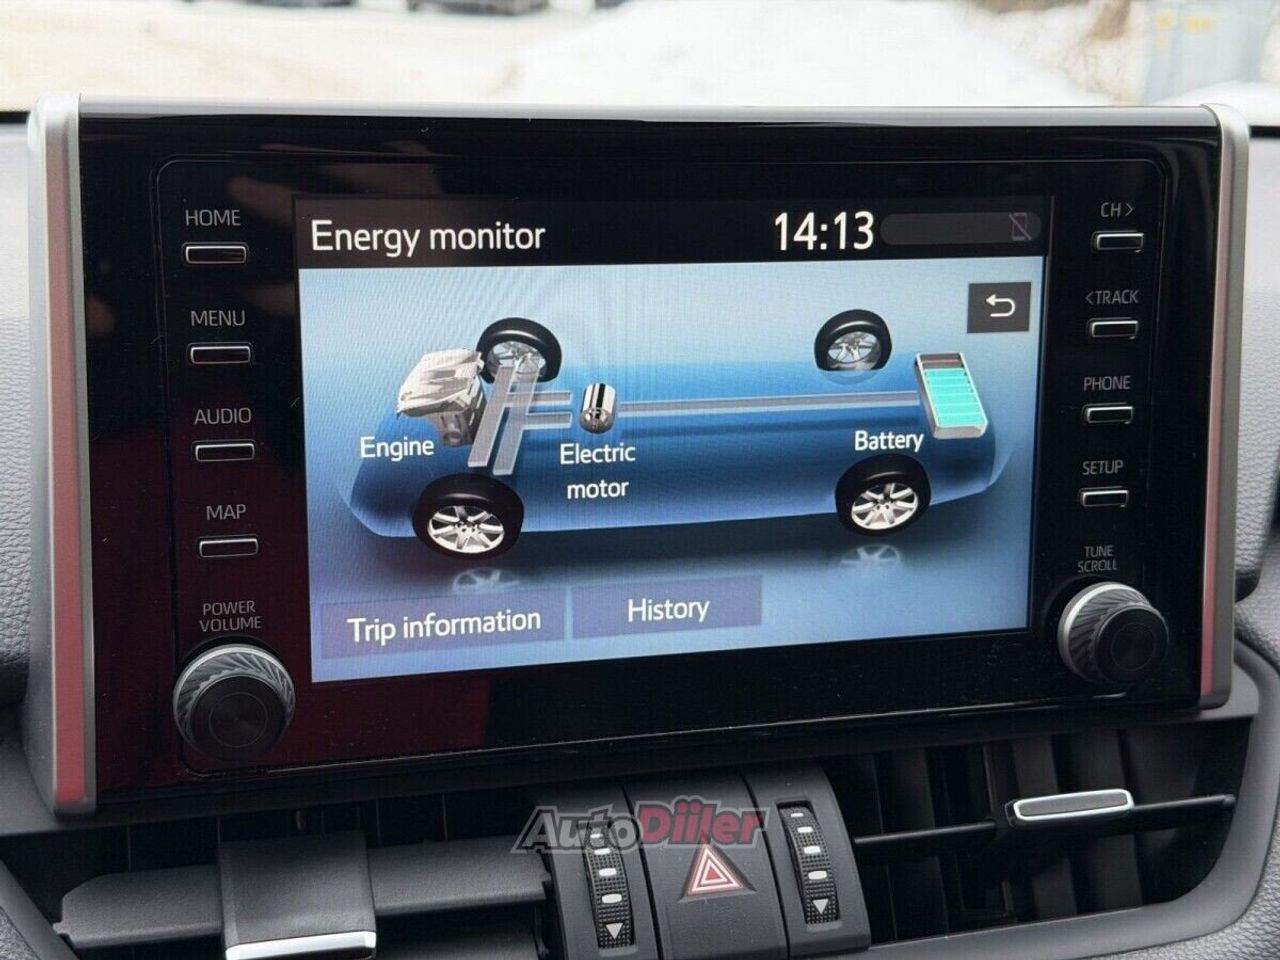 HOME
MENU
AUDIO
MAP
POWER
VOLUME
Energy monitor 14:13
Engine
Electric
motor
Battery
Trip information
History
CH>
<TRACK
PHONE
SETUP
TUNE
SCROLL
AutoDiiler